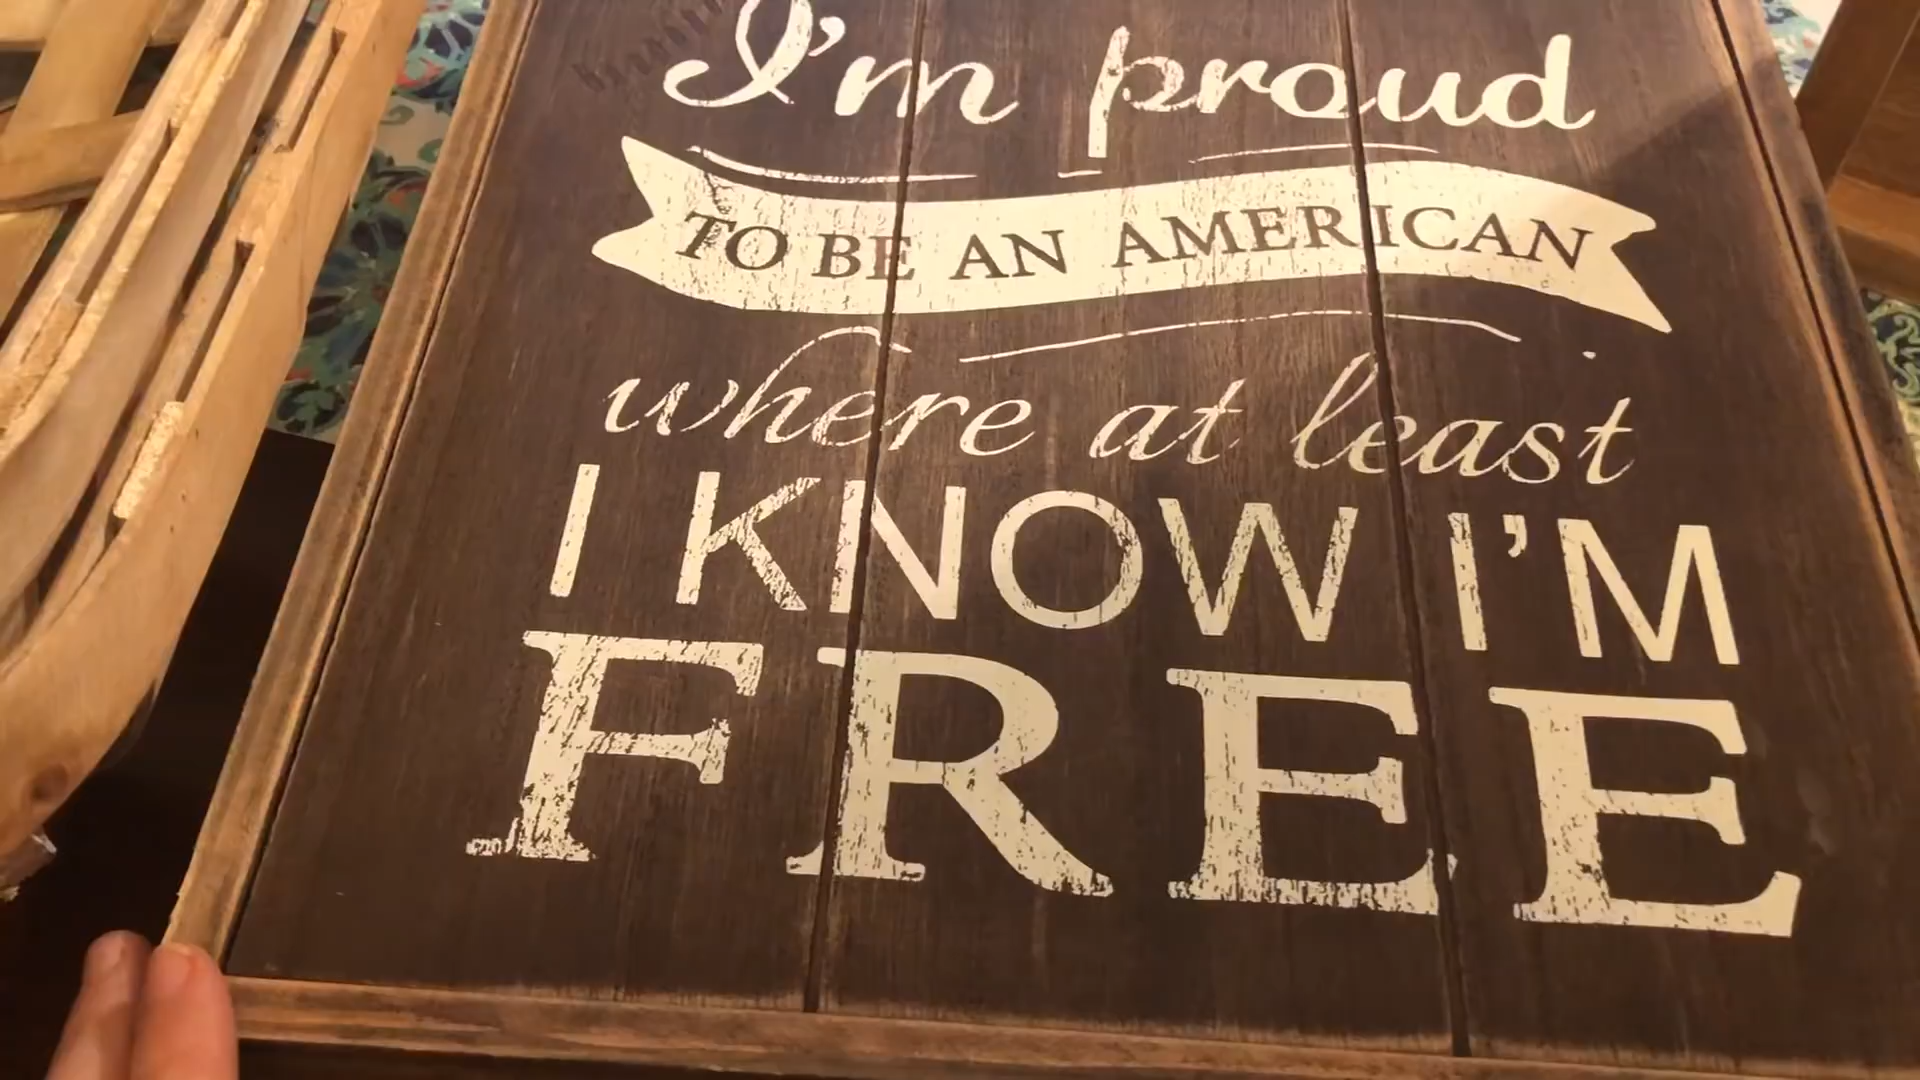 I'm proud
TO BE AN AMERICAN
where at least
I KNOW I'M
FREE